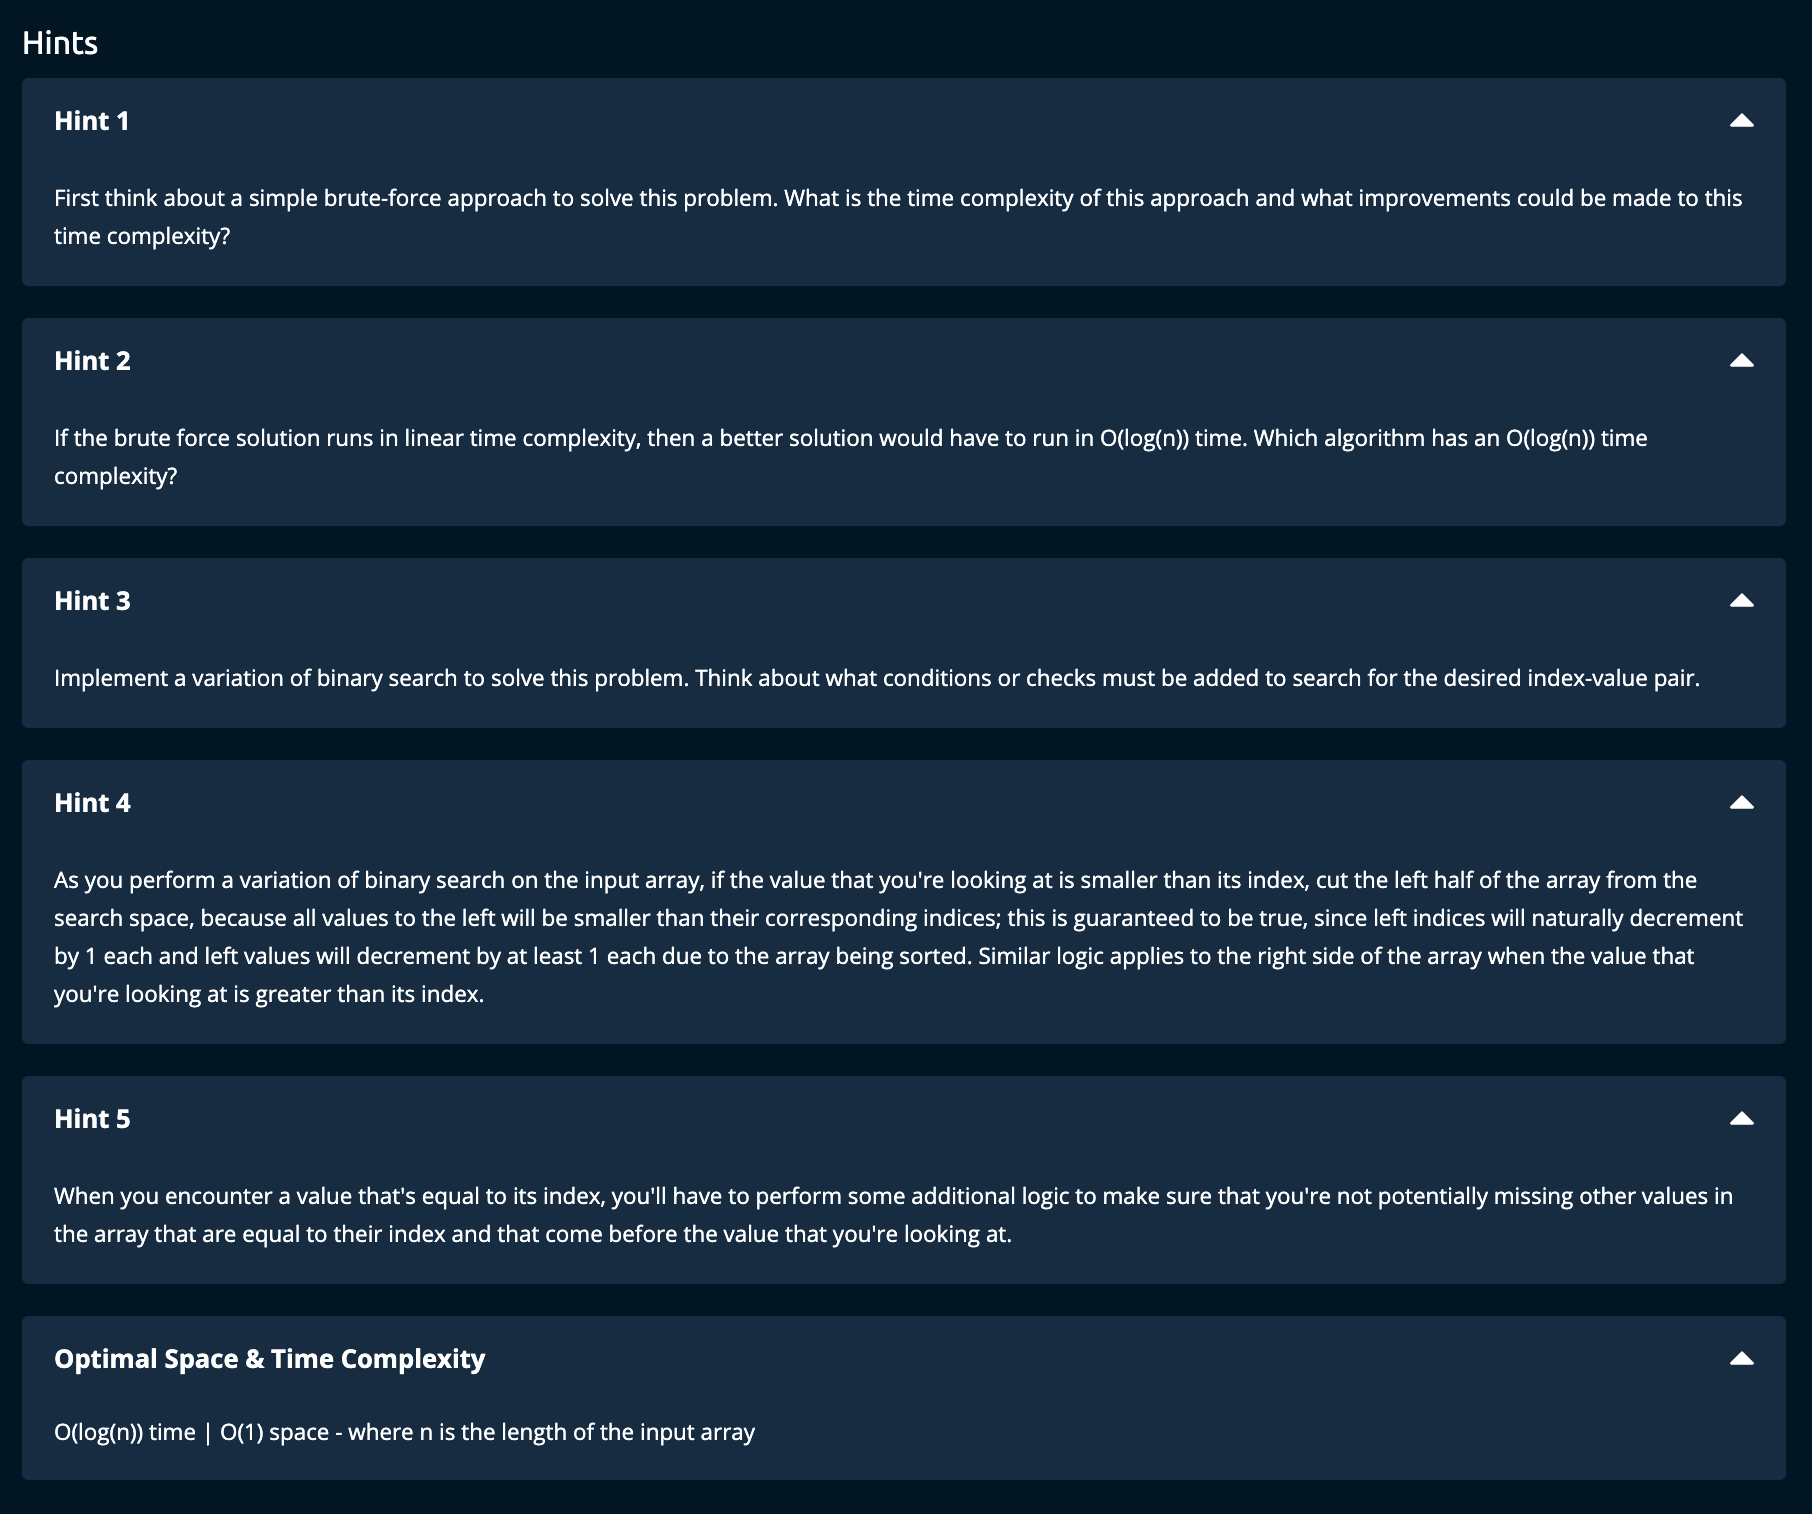 Hints
Hint 1
First think about a simple brute-force approach to solve this problem. What is the time complexity of this approach and what improvements could be made to this
time complexity?
Hint 2
If the brute force solution runs in linear time complexity, then a better solution would have to run in O(log(n)) time. Which algorithm has an O(log(n)) time
complexity?
Hint 3
Implement a variation of binary search to solve this problem. Think about what conditions or checks must be added to search for the desired index-value pair.
Hint 4
As you perform a variation of binary search on the input array, if the value that you're looking at is smaller than its index, cut the left half of the array from the
search space, because all values to the left will be smaller than their corresponding indices; this is guaranteed to be true, since left indices will naturally decrement
by 1 each and left values will decrement by at least 1 each due to the array being sorted. Similar logic applies to the right side of the array when the value that
you're looking at is greater than its index.
Hint 5
When you encounter a value that's equal to its index, you'll have to perform some additional logic to make sure that you're not potentially missing other values in
the array that are equal to their index and that come before the value that you're looking at.
Optimal Space & Time Complexity
O(log(n)) time | O(1) space - where n is the length of the input array